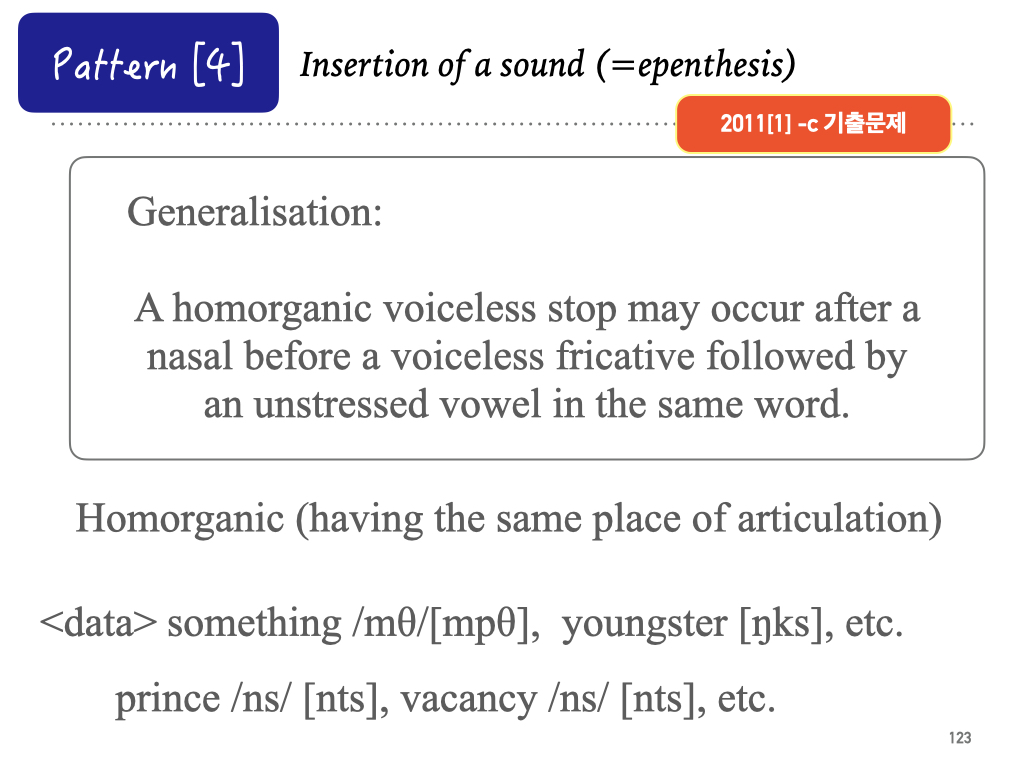 Pattern [4]
Insertion of a sound (=epenthesis)
2011[1] -c 기출문제
Generalisation:
A homorganic voiceless stop may occur after a
nasal before a voiceless fricative followed by
an unstressed vowel in the same word.
Homorganic (having the same place of articulation)
<data> something /mθ/[mpθ], youngster [ŋks], etc.
prince /ns/ [nts], vacancy /ns/ [nts], etc.
123